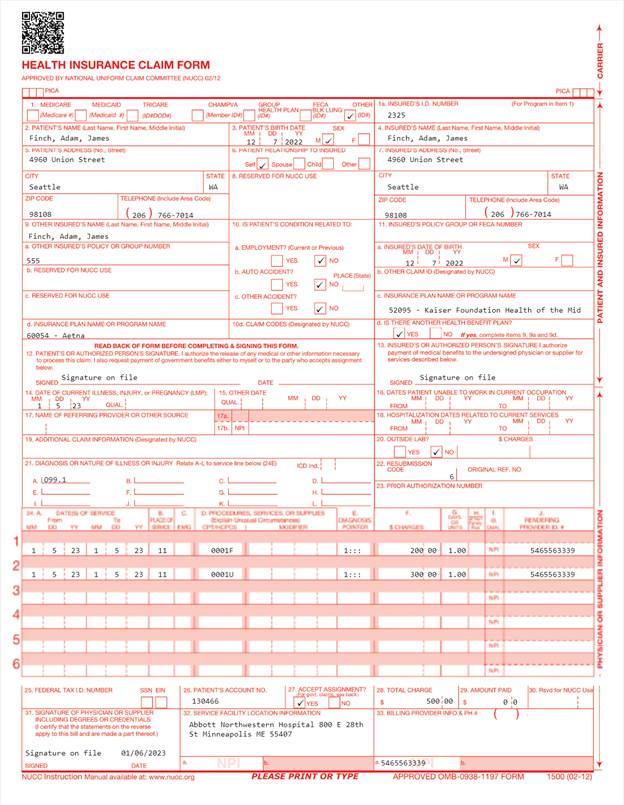 HEALTH INSURANCE CLAIM FORM
APPROVED BY NATIONAL UNIFORM CLAIM COMMITTEE (NUCC) 02/12
PICA PICA
CARRIER
1. MEDICARE MEDICAID TRICARE CHAMPVA GROUP HEALTH PLAN FECA BLK LUNG OTHER 1a. INSURED'S I.D. NUMBER (For Program in Item 1)
(Medicare #) (Medicaid #) (ID#DOD#) (Member ID#) (ID#) (ID#) ✓ (ID#) 2325
2. PATIENT'S NAME (Last Name, First Name, Middle Initial) 3. PATIENT'S BIRTH DATE SEX 4. INSURED'S NAME (Last Name, First Name, Middle Initial)
MM DD YY
Finch, Adam, James 12 7 2022 M ✓ F Finch, Adam, James
5. PATIENT'S ADDRESS (No., Street) 6. PATIENT RELATIONSHIP TO INSURED 7. INSURED'S ADDRESS (No., Street)
4960 Union Street Self ✓ Spouse Child Other 4960 Union Street
CITY STATE 8. RESERVED FOR NUCC USE CITY STATE
Seattle WA Seattle WA
ZIP CODE TELEPHONE (Include Area Code) ZIP CODE TELEPHONE (Include Area Code)
98108 (206) 766-7014 98108 (206) 766-7014
9. OTHER INSURED'S NAME (Last Name, First Name, Middle Initial) 10. IS PATIENT'S CONDITION RELATED TO: 11. INSURED'S POLICY GROUP OR FECA NUMBER
Finch, Adam, James
a. OTHER INSURED'S POLICY OR GROUP NUMBER a. EMPLOYMENT? (Current or Previous) a. INSURED'S DATE OF BIRTH SEX
MM DD YY
555 YES ✓ NO 12 7 2022 M ✓ F
b. RESERVED FOR NUCC USE b. AUTO ACCIDENT? PLACE (State) b. OTHER CLAIM ID (Designated by NUCC)
YES ✓ NO
c. RESERVED FOR NUCC USE c. OTHER ACCIDENT? c. INSURANCE PLAN NAME OR PROGRAM NAME
YES ✓ NO 52095 - Kaiser Foundation Health of the Mid
d. INSURANCE PLAN NAME OR PROGRAM NAME 10d. CLAIM CODES (Designated by NUCC) d. IS THERE ANOTHER HEALTH BENEFIT PLAN?
60054 - Aetna ✓ YES NO If yes, complete items 9, 9a and 9d.
PATIENT AND INSURED INFORMATION
READ BACK OF FORM BEFORE COMPLETING & SIGNING THIS FORM.
12. PATIENT'S OR AUTHORIZED PERSON'S SIGNATURE. I authorize the release of any medical or other information necessary
to process this claim. I also request payment of government benefits either to myself or to the party who accepts assignment
below.
SIGNED Signature on file DATE
13. INSURED'S OR AUTHORIZED PERSON'S SIGNATURE I authorize
payment of medical benefits to the undersigned physician or supplier for
services described below.
SIGNED Signature on file
14. DATE OF CURRENT ILLNESS, INJURY, or PREGNANCY (LMP): 15. OTHER DATE 16. DATES PATIENT UNABLE TO WORK IN CURRENT OCCUPATION
MM DD YY MM DD YY MM DD YY MM DD YY
1 5 23 QUAL. QUAL. FROM TO
17. NAME OF REFERRING PROVIDER OR OTHER SOURCE 17a. 18. HOSPITALIZATION DATES RELATED TO CURRENT SERVICES
MM DD YY MM DD YY
17b. NPI FROM TO
19. ADDITIONAL CLAIM INFORMATION (Designated by NUCC) 20. OUTSIDE LAB? $ CHARGES
YES ✓ NO
21. DIAGNOSIS OR NATURE OF ILLNESS OR INJURY Relate A-L to service line below (24E) ICD Ind. 22. RESUBMISSION
CODE ORIGINAL REF. NO.
6
A. O99.1 B. C. D.
E. F. G. H. 23. PRIOR AUTHORIZATION NUMBER
I. J. K. L.
24. A. DATE(S) OF SERVICE B. C. D. PROCEDURES, SERVICES, OR SUPPLIES E. F. G. H. I. J.
From To PLACE OF (Explain Unusual Circumstances) DIAGNOSIS RENDERING
MM DD YY MM DD YY SERVICE EMG CPT/HCPCS MODIFIER POINTER $ CHARGES PROVIDER ID. #
1
1 5 23 1 5 23 11 0001F 1::: 200 00 1.00 NPI 5465563339
2
1 5 23 1 5 23 11 0001U 1::: 300 00 1.00 NPI 5465563339
3
NPI
4
NPI
5
NPI
6
NPI
PHYSICIAN OR SUPPLIER INFORMATION
25. FEDERAL TAX I.D. NUMBER SSN EIN 26. PATIENT'S ACCOUNT NO. 27. ACCEPT ASSIGNMENT? 28. TOTAL CHARGE 29. AMOUNT PAID 30. Rsvd for NUCC Use
(For govt. claims, see back)
130466 ✓ YES NO $ 500 00 $ 0 0
31. SIGNATURE OF PHYSICIAN OR SUPPLIER
INCLUDING DEGREES OR CREDENTIALS
(I certify that the statements on the reverse
apply to this bill and are made a part thereof.)
Signature on file 01/06/2023
SIGNED DATE
32. SERVICE FACILITY LOCATION INFORMATION
Abbott Northwestern Hospital 800 E 28th
St Minneapolis ME 55407
a. NPI b.
33. BILLING PROVIDER INFO & PH # ( )
a. 5465563339 b.
NUCC Instruction Manual available at: www.nucc.org PLEASE PRINT OR TYPE APPROVED OMB-0938-1197 FORM 1500 (02-12)